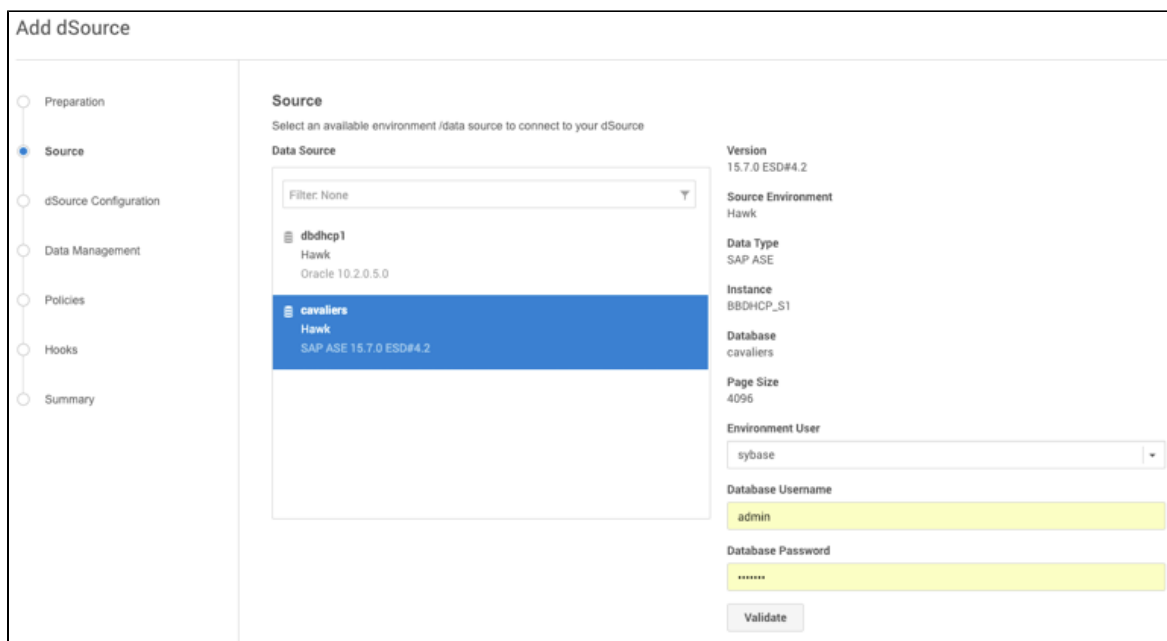 Add dSource
Preparation
Source
dSource Configuration
Data Management
Policies
Hooks
Summary
Source
Select an available environment /data source to connect to your dSource
Data Source
Filter: None
dbdhcp1
Hawk
Oracle 10.2.0.5.0
cavaliers
Hawk
SAP ASE 15.7.0 ESD#4.2
Version
15.7.0 ESD#4.2
Source Environment
Hawk
Data Type
SAP ASE
Instance
BBDHCP_S1
Database
cavaliers
Page Size
4096
Environment User
sybase
Database Username
admin
Database Password
•••••••
Validate